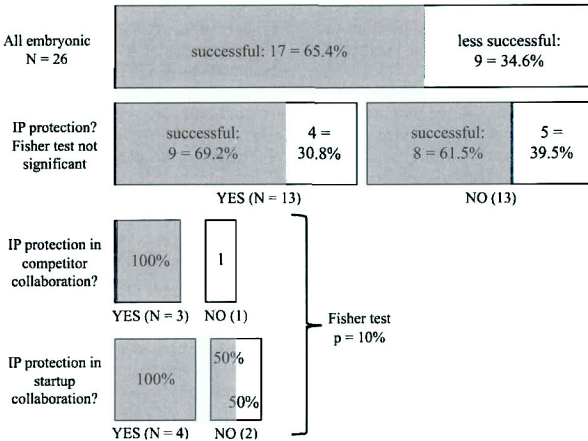 All embryonic
N = 26
successful: 17 = 65.4%
less successful:
9 = 34.6%
IP protection?
Fisher test not
significant
successful:
9 = 69.2%
4 =
30.8%
successful:
8 = 61.5%
5 =
39.5%
YES (N = 13)
NO (13)
IP protection in
competitor
collaboration?
100%
1
YES (N = 3)
NO (1)
Fisher test
p = 10%
IP protection in
startup
collaboration?
100%
50%
50%
YES (N = 4)
NO (2)